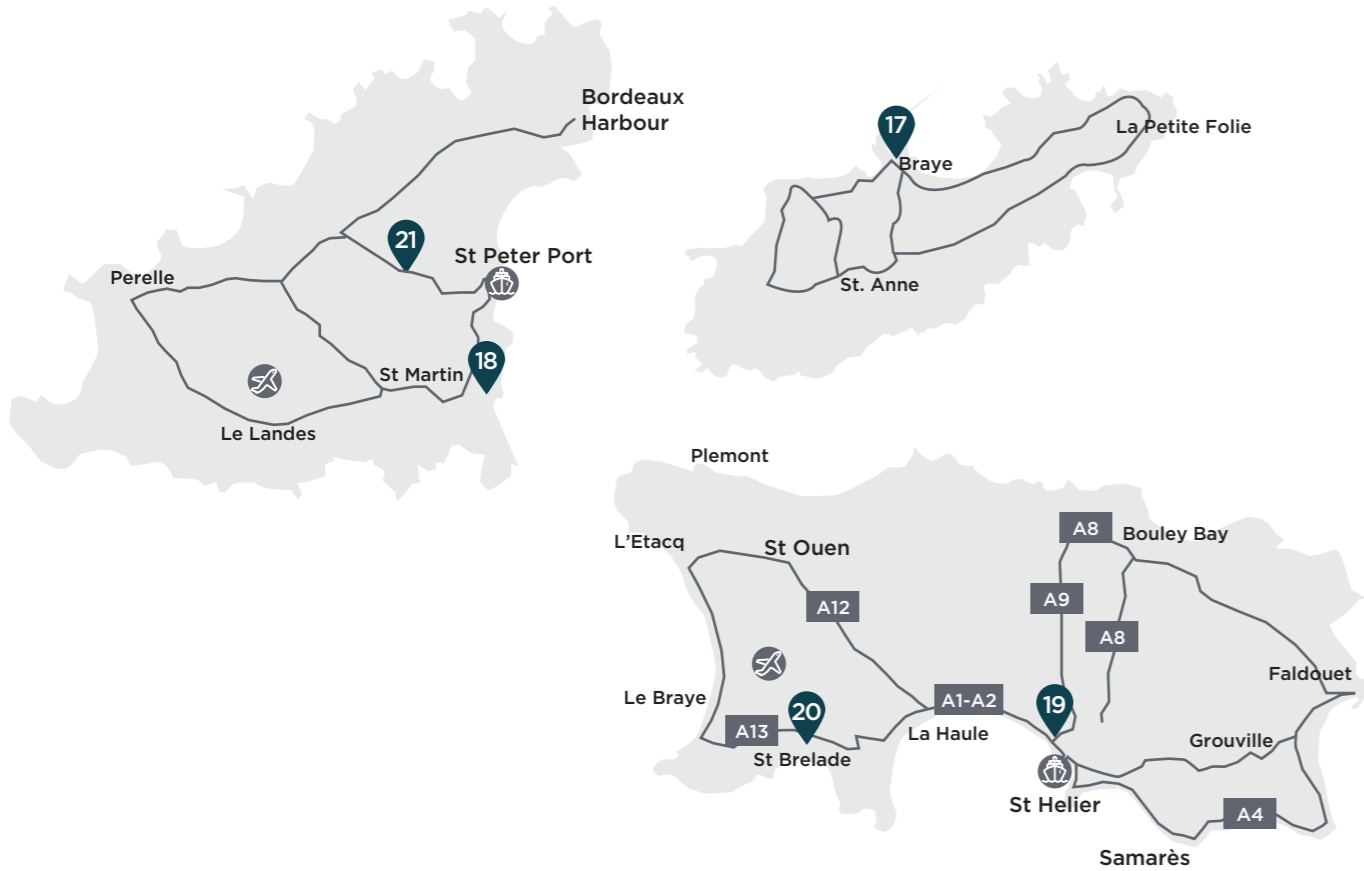 Bordeaux
Harbour
21
St Peter Port
Perelle
18
St Martin
Le Landes
17
La Petite Folie
Braye
St. Anne
Plemont
A8
Bouley Bay
L'Etacq
St Ouen
A9
A12
A8
Faldouet
Le Braye
A1-A2
19
20
A13
La Haule
Grouville
St Brelade
St Helier
A4
Samarès